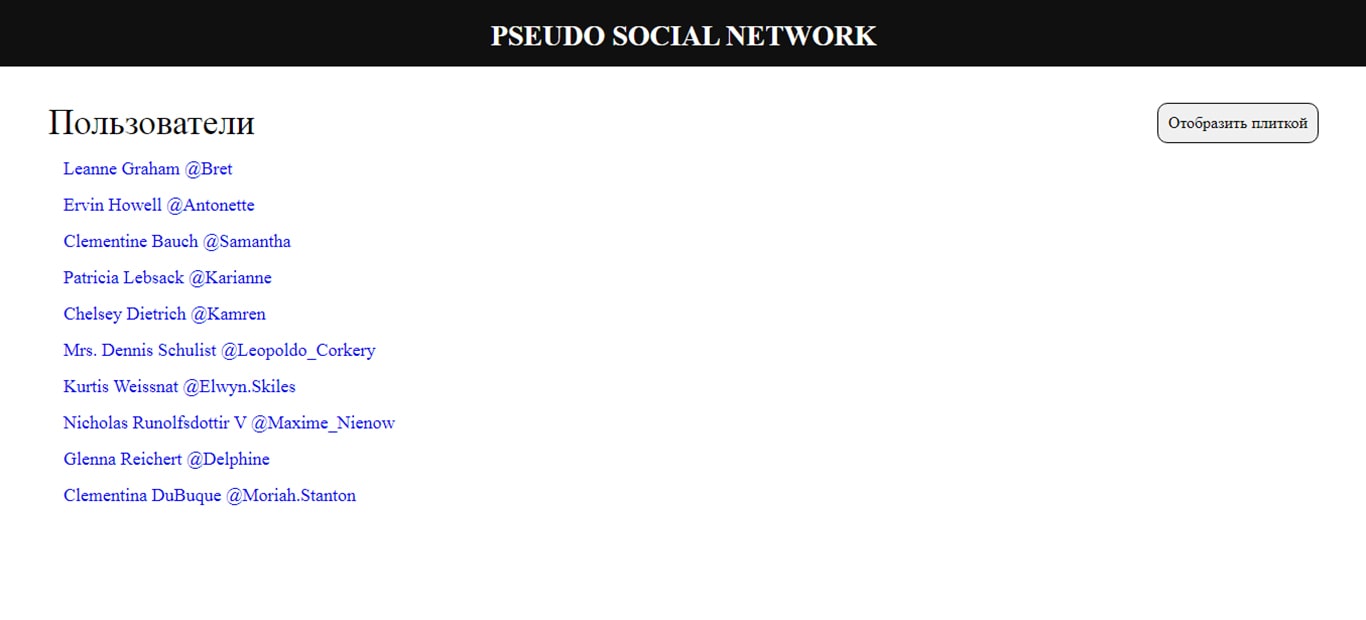 PSEUDO SOCIAL NETWORK
Пользователи
Отобразить плиткой
Leanne Graham @Bret
Ervin Howell @Antonette
Clementine Bauch @Samantha
Patricia Lebsack @Karianne
Chelsey Dietrich @Kamren
Mrs. Dennis Schulist @Leopoldo_Corkery
Kurtis Weissnat @Elwyn.Skiles
Nicholas Runolfsdottir V @Maxime_Nienow
Glenna Reichert @Delphine
Clementina DuBuque @Moriah.Stanton